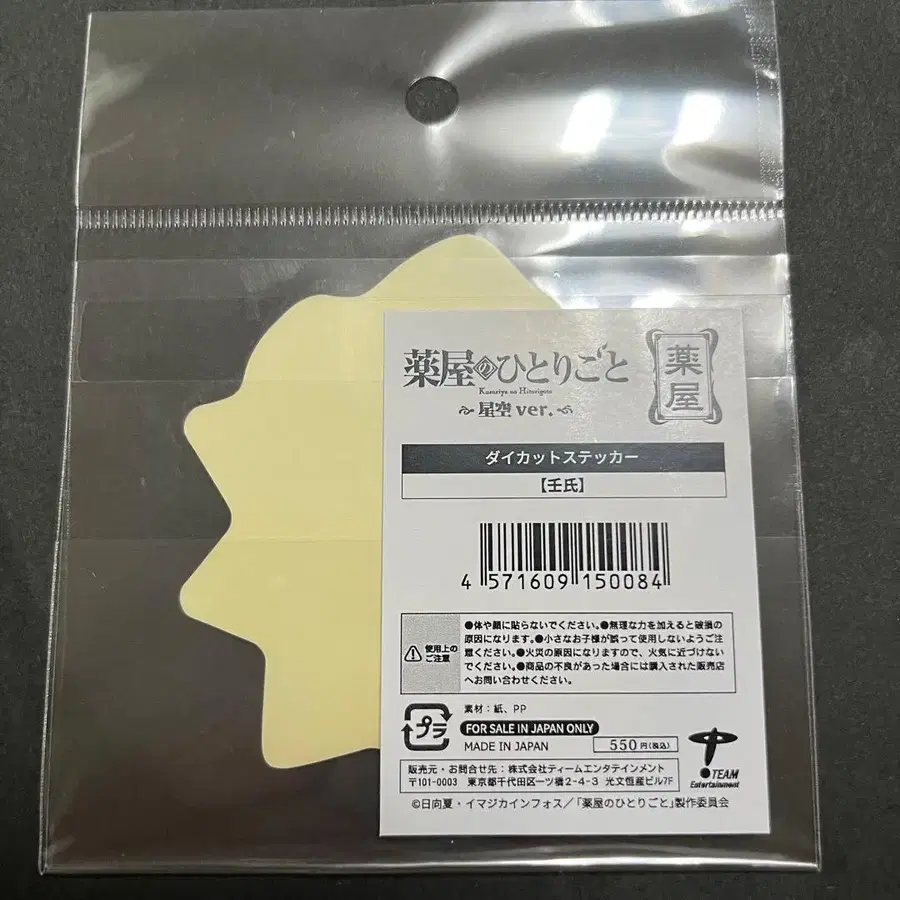 薬屋のひとりごと
Kusuriya no Hitorigoto
星空 ver.
薬屋
ダイカットステッカー
【壬氏】
4 571609 150084
使用上の
ご注意
●体や顔に貼らないでください。●無理な力を加えると破損の
原因になります。●小さなお子様が誤って使用しないようご注
意ください。●火災の原因になりますので、火気に近づけない
でください。●商品の不良があった場合には購入された販売店
へお問い合わせください。
素材：紙、PP
プラ
FOR SALE IN JAPAN ONLY
MADE IN JAPAN
550円(税込)
TEAM
Entertainment
販売元・お問合せ先：株式会社ティームエンタテインメント
〒101-0003 東京都千代田区一ツ橋2-4-3 光文恒産ビル7F
©日向夏・イマジカインフォス／「薬屋のひとりごと」製作委員会